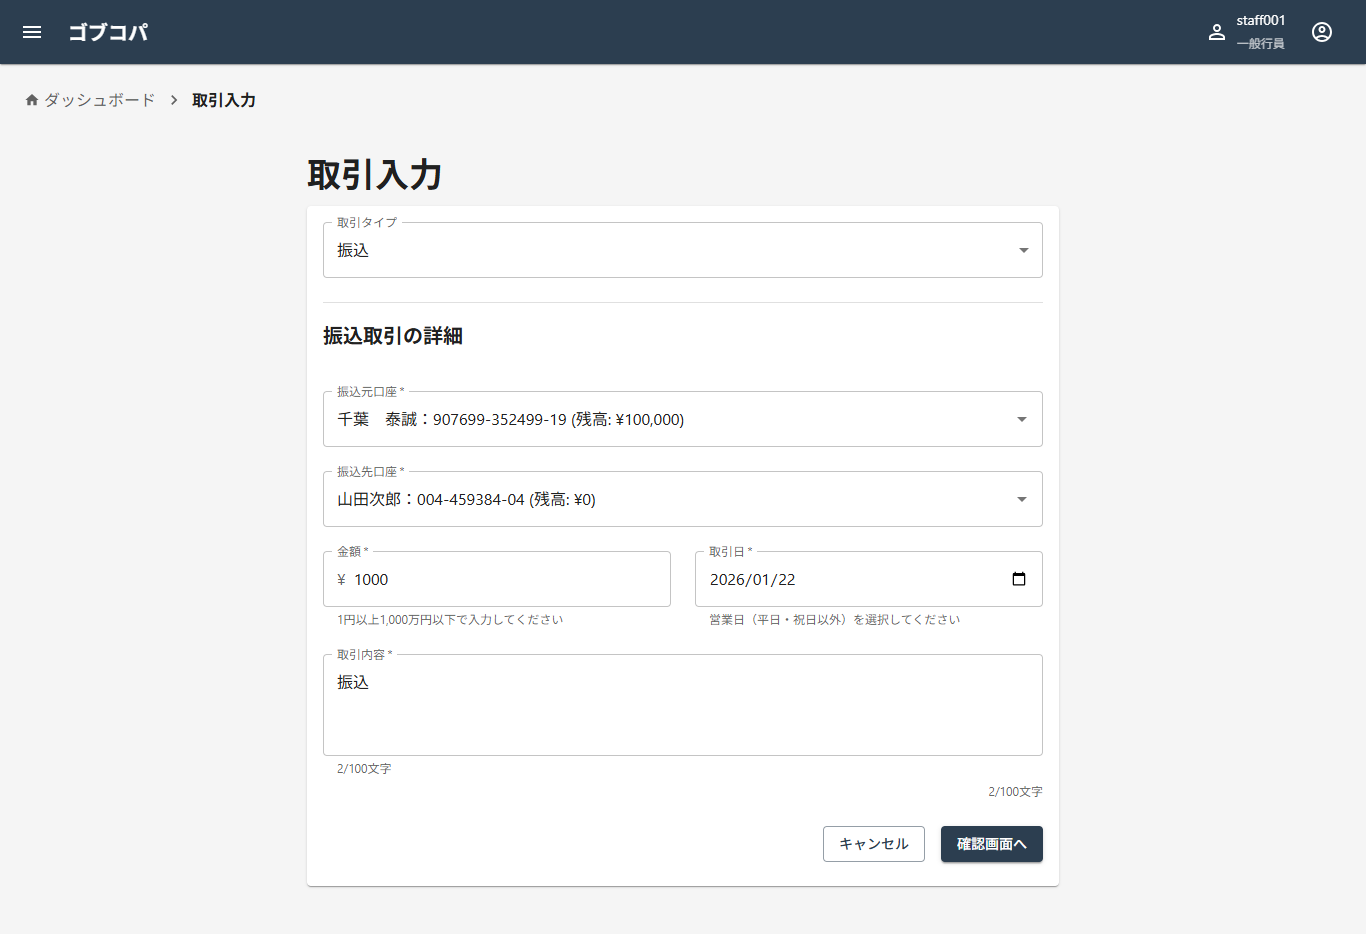 ゴブコパ
staff001
一般行員
ダッシュボード > 取引入力
取引入力
取引タイプ
振込
振込取引の詳細
振込元口座 *
千葉　泰誠：907699-352499-19 (残高: ¥100,000)
振込先口座 *
山田次郎：004-459384-04 (残高: ¥0)
金額 *
¥ 1000
1円以上1,000万円以下で入力してください
取引日 *
2026/01/22
営業日（平日・祝日以外）を選択してください
取引内容 *
振込
2/100文字
2/100文字
キャンセル
確認画面へ